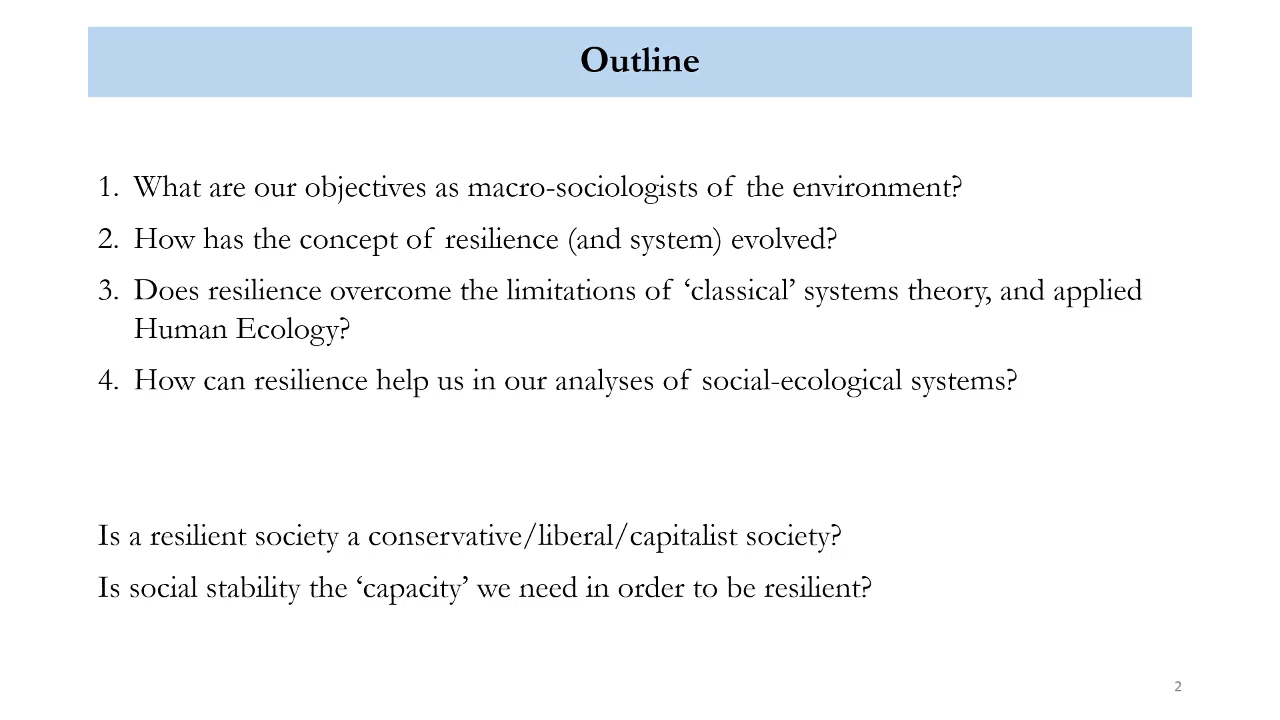 Outline
1. What are our objectives as macro-sociologists of the environment?
2. How has the concept of resilience (and system) evolved?
3. Does resilience overcome the limitations of ‘classical’ systems theory, and applied
Human Ecology?
4. How can resilience help us in our analyses of social-ecological systems?
Is a resilient society a conservative/liberal/capitalist society?
Is social stability the ‘capacity’ we need in order to be resilient?
2